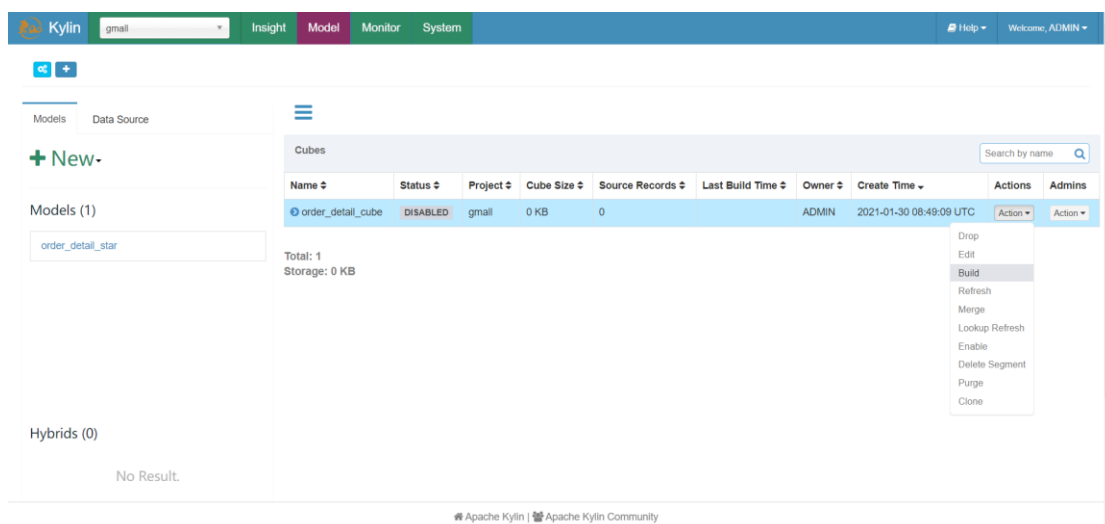 Kylin gmall Insight Model Monitor System Help Welcome, ADMIN
Models Data Source
New
Models (1)
order_detail_star
Hybrids (0)
No Result.
Cubes Search by name
Name Status Project Cube Size Source Records Last Build Time Owner Create Time Actions Admins
order_detail_cube DISABLED gmall 0 KB 0 ADMIN 2021-01-30 08:49:09 UTC Action Action
Drop
Edit
Build
Refresh
Merge
Lookup Refresh
Enable
Delete Segment
Purge
Clone
Total: 1
Storage: 0 KB
Apache Kylin | Apache Kylin Community